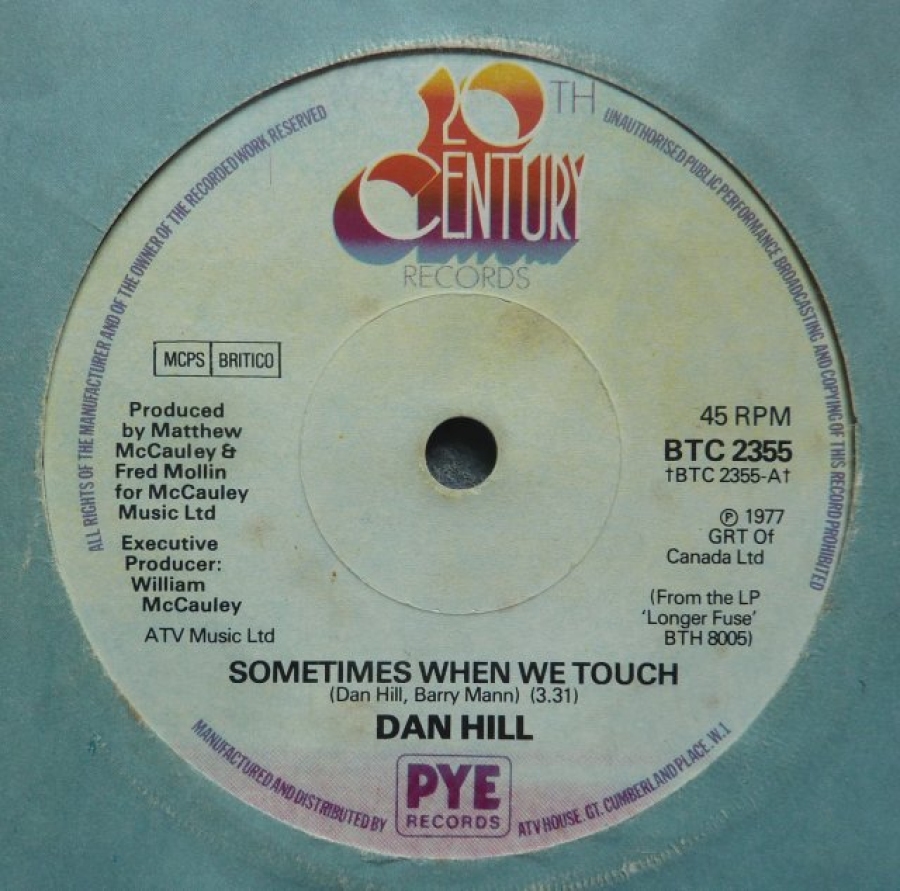 20TH
CENTURY
RECORDS
ALL RIGHTS OF THE MANUFACTURER AND OF THE OWNER OF THE RECORDED WORK RESERVED
UNAUTHORISED PUBLIC PERFORMANCE BROADCASTING AND COPYING OF THIS RECORD PROHIBITED
MCPS BRITICO
Produced
by Matthew
McCauley &
Fred Mollin
for McCauley
Music Ltd
Executive
Producer:
William
McCauley
ATV Music Ltd
45 RPM
BTC 2355
†BTC 2355-A†
℗ 1977
GRT Of
Canada Ltd
(From the LP
'Longer Fuse'
BTH 8005)
SOMETIMES WHEN WE TOUCH
(Dan Hill, Barry Mann) (3.31)
DAN HILL
MANUFACTURED AND DISTRIBUTED BY
PYE
RECORDS
ATV HOUSE. GT. CUMBERLAND PLACE. W.1